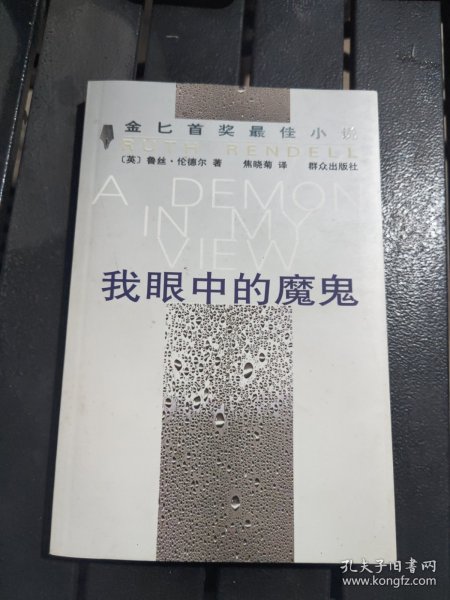 金匕首奖最佳小说
RUTH RENDELL
〔英〕鲁丝·伦德尔 著 焦晓菊 译 群众出版社
A DEMON
IN MY
VIEW
我眼中的魔鬼
孔夫子旧书网
www.kongfz.com